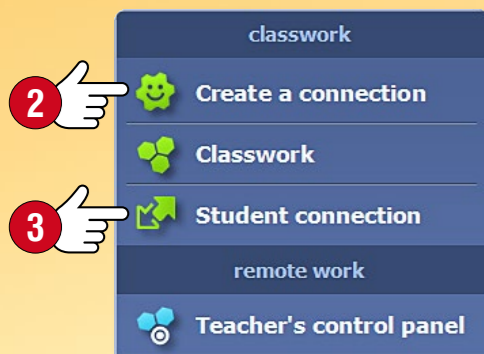 classwork
2 Create a connection
Classwork
3 Student connection
remote work
Teacher's control panel